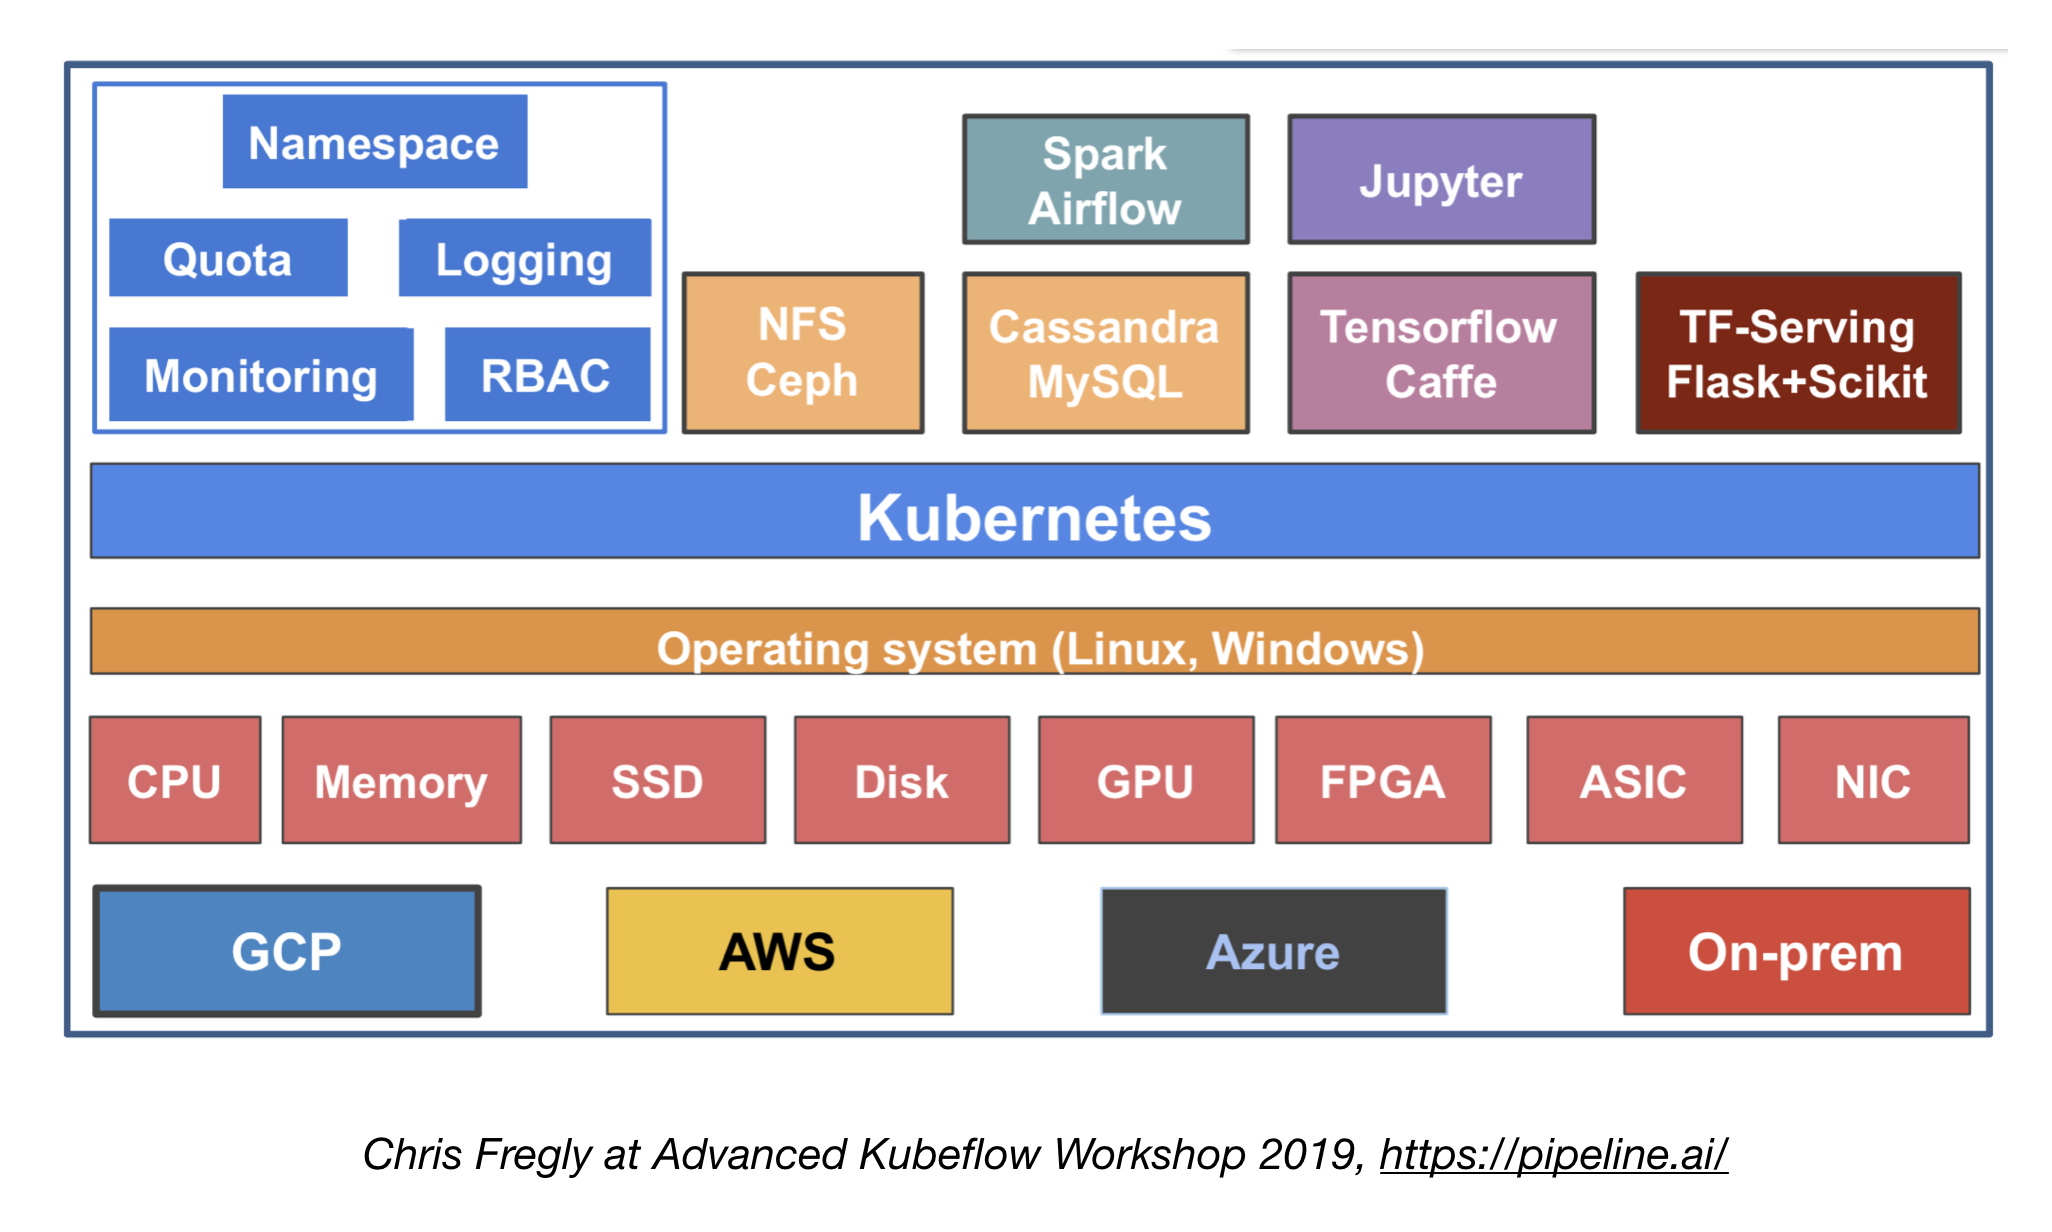 Namespace
Quota
Logging
Monitoring
RBAC
Spark
Airflow
Jupyter
NFS
Ceph
Cassandra
MySQL
Tensorflow
Caffe
TF-Serving
Flask+Scikit
Kubernetes
Operating system (Linux, Windows)
CPU
Memory
SSD
Disk
GPU
FPGA
ASIC
NIC
GCP
AWS
Azure
On-prem
Chris Fregly at Advanced Kubeflow Workshop 2019, https://pipeline.ai/